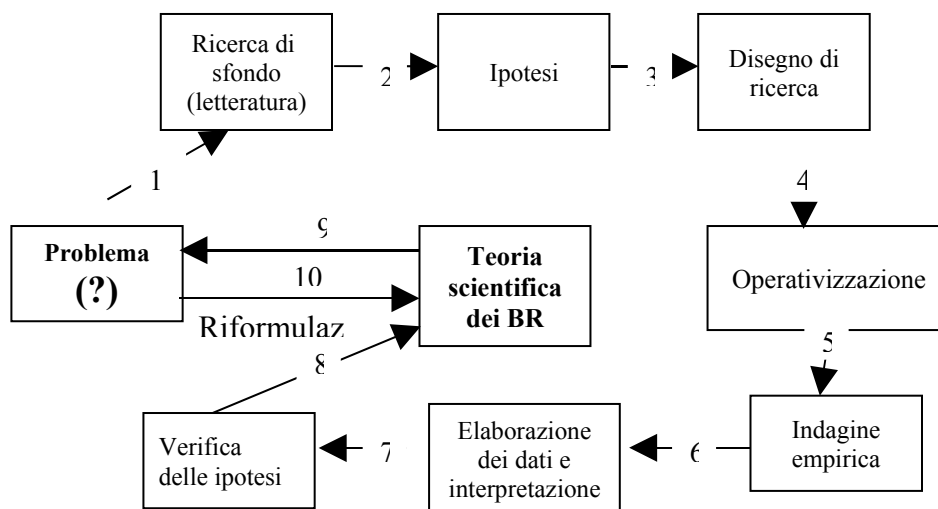 Ricerca di
sfondo
(letteratura)
2
Ipotesi
3
Disegno di
ricerca
1
4
Problema
(?)
9
10
Riformulaz
Teoria
scientifica
dei BR
Operativizzazione
8
5
Verifica
delle ipotesi
7
Elaborazione
dei dati e
interpretazione
6
Indagine
empirica